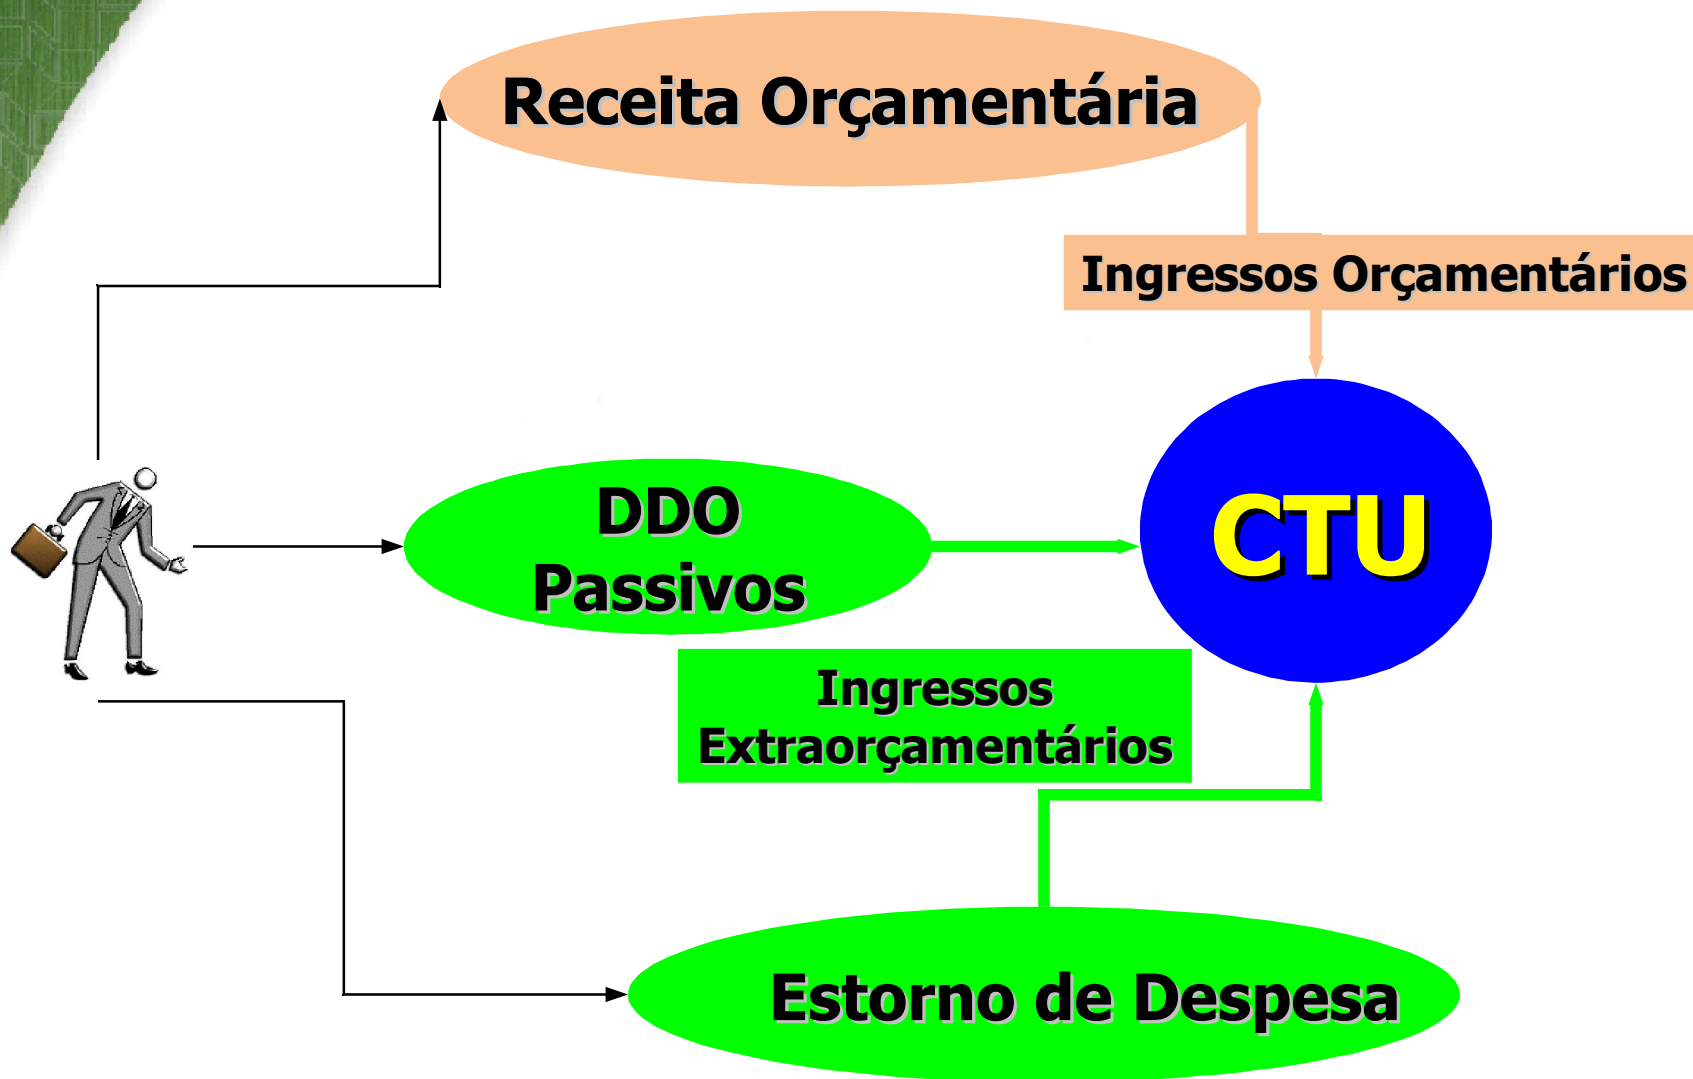 Receita Orçamentária
Ingressos Orçamentários
DDO
Passivos
CTU
Ingressos
Extraorçamentários
Estorno de Despesa